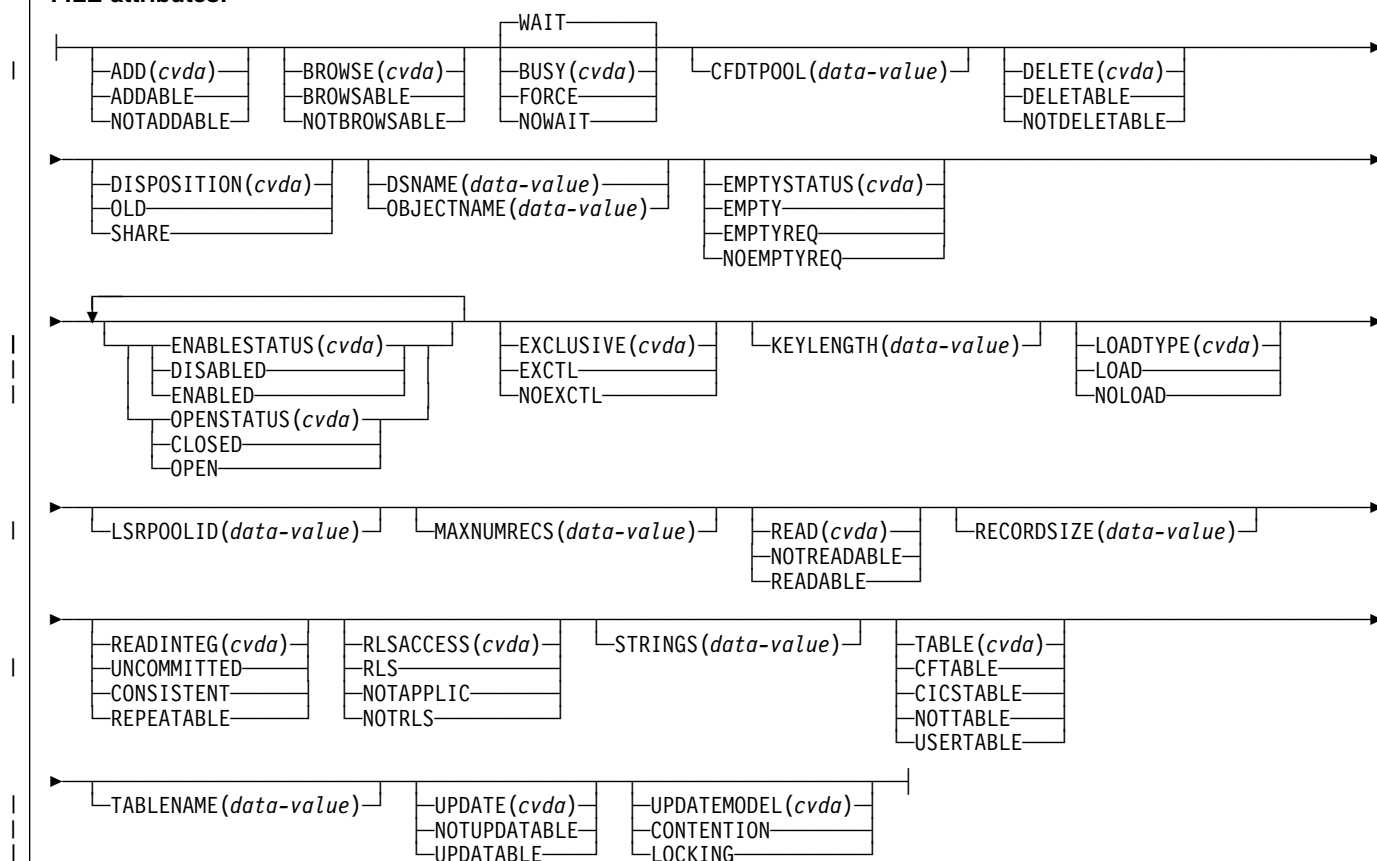 WAIT
ADD(cvda) BROWSE(cvda) BUSY(cvda) CFDTPOOL(data-value) DELETE(cvda)
ADDABLE BROWSABLE FORCE DELETABLE
NOTADDABLE NOTBROWSABLE NOWAIT NOTDELETABLE
DISPOSITION(cvda) DSNAME(data-value) EMPTYSTATUS(cvda)
OLD OBJECTNAME(data-value) EMPTY
SHARE EMPTYREQ
NOEMPTYREQ
ENABLESTATUS(cvda) EXCLUSIVE(cvda) KEYLENGTH(data-value) LOADTYPE(cvda)
DISABLED EXCTL LOAD
ENABLED NOEXCTL NOLOAD
OPENSTATUS(cvda)
CLOSED
OPEN
LSRPOOLID(data-value) MAXNUMRECS(data-value) READ(cvda) RECORDSIZE(data-value)
NOTREADABLE
READABLE
READINTEG(cvda) RLSACCESS(cvda) STRINGS(data-value) TABLE(cvda)
UNCOMMITTED RLS CFTABLE
CONSISTENT NOTAPPLIC CICSTABLE
REPEATABLE NOTRLS NOTTABLE
USERTABLE
TABLENAME(data-value) UPDATE(cvda) UPDATEMODEL(cvda)
NOTUPDATABLE CONTENTION
UPDATABLE LOCKING